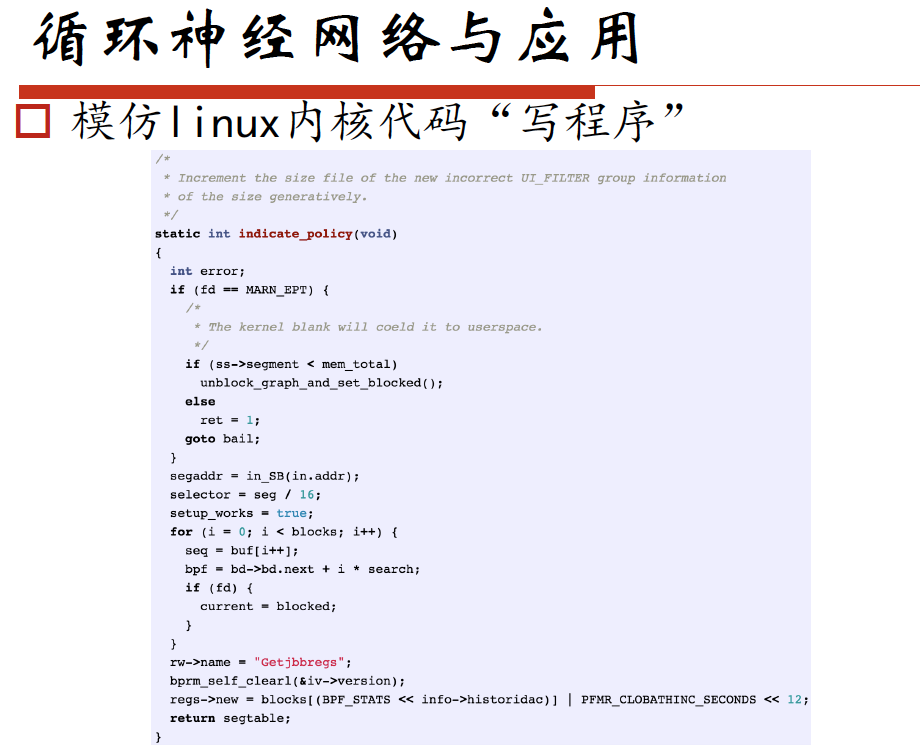 循环神经网络与应用
模仿linux内核代码“写程序”
/*
 * Increment the size file of the new incorrect UI_FILTER group information
 * of the size generatively.
 */
static int indicate_policy(void)
{
  int error;
  if (fd == MARN_EPT) {
    /*
     * The kernel blank will coeld it to userspace.
     */
    if (ss->segment < mem_total)
      unblock_graph_and_set_blocked();
    else
      ret = 1;
    goto bail;
  }
  segaddr = in_SB(in.addr);
  selector = seg / 16;
  setup_works = true;
  for (i = 0; i < blocks; i++) {
    seq = buf[i++];
    bpf = bd->bd.next + i * search;
    if (fd) {
      current = blocked;
    }
  }
  rw->name = "Getjbbregs";
  bprm_self_clearl(&iv->version);
  regs->new = blocks[(BPF_STATS << info->historidac)] | PFMR_CLOBATHINC_SECONDS << 12;
  return segtable;
}